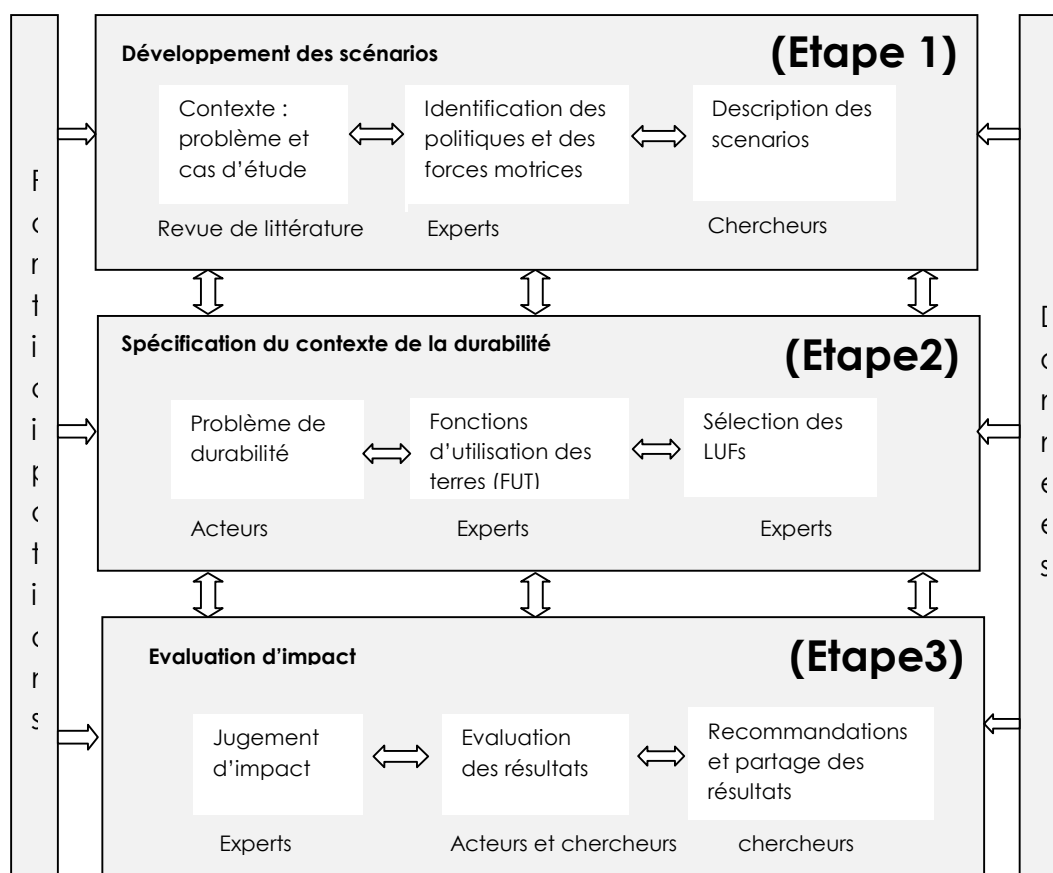 Développement des scénarios
(Etape 1)
Contexte :
problème et
cas d'étude
Identification des
politiques et des
forces motrices
Description des
scenarios
Revue de littérature
Experts
Chercheurs
Spécification du contexte de la durabilité
(Etape2)
Problème de
durabilité
Fonctions
d'utilisation des
terres (FUT)
Sélection des
LUFs
Acteurs
Experts
Experts
Evaluation d'impact
(Etape3)
Jugement
d'impact
Evaluation
des résultats
Recommandations
et partage des
résultats
Experts
Acteurs et chercheurs
chercheurs